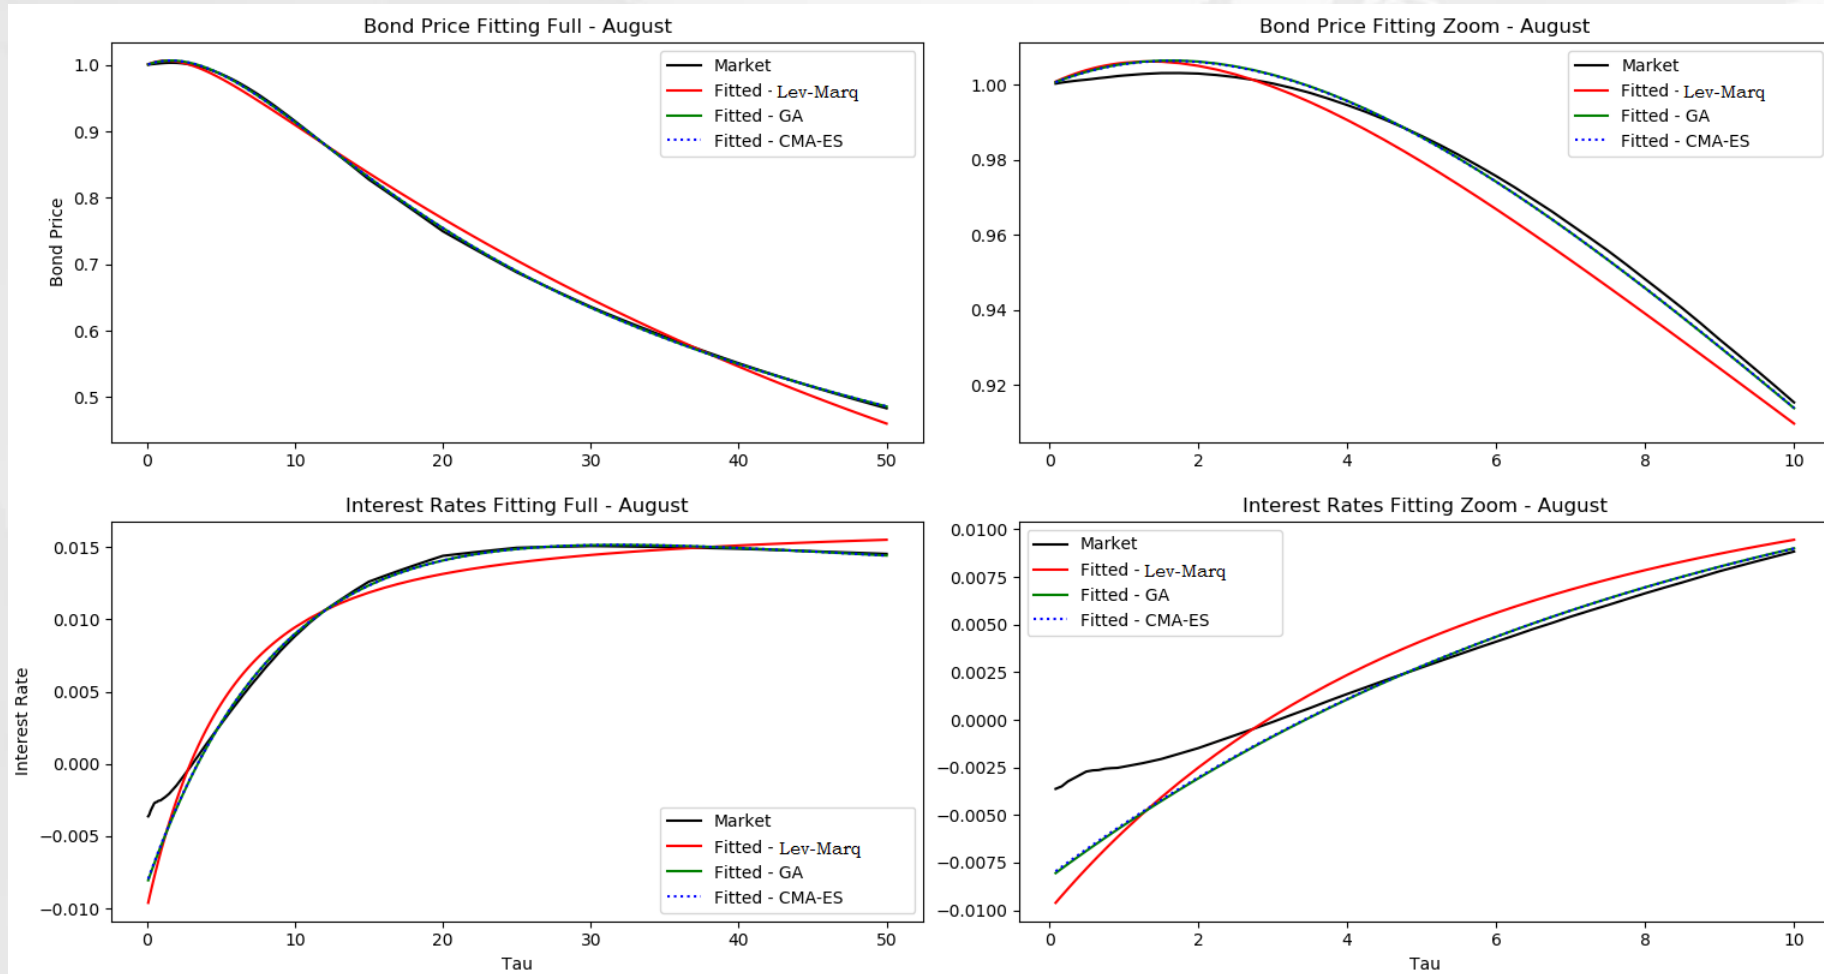 Bond Price Fitting Full - August
Bond Price
1.0
0.9
0.8
0.7
0.6
0.5
0
10
20
30
40
50
Market
Fitted - Lev-Marq
Fitted - GA
Fitted - CMA-ES
Bond Price Fitting Zoom - August
1.00
0.98
0.96
0.94
0.92
0
2
4
6
8
10
Market
Fitted - Lev-Marq
Fitted - GA
Fitted - CMA-ES
Interest Rates Fitting Full - August
Interest Rate
0.015
0.010
0.005
0.000
−0.005
−0.010
0
10
20
30
40
50
Tau
Market
Fitted - Lev-Marq
Fitted - GA
Fitted - CMA-ES
Interest Rates Fitting Zoom - August
0.0100
0.0075
0.0050
0.0025
0.0000
−0.0025
−0.0050
−0.0075
−0.0100
0
2
4
6
8
10
Tau
Market
Fitted - Lev-Marq
Fitted - GA
Fitted - CMA-ES